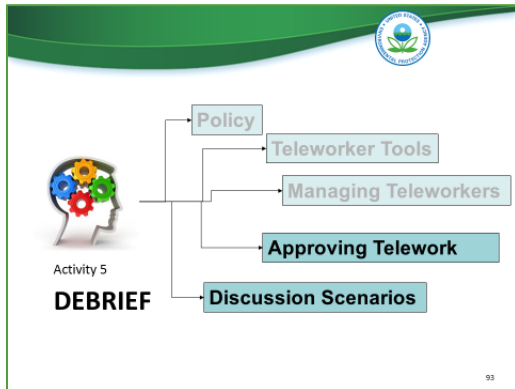 UNITED STATES
ENVIRONMENTAL PROTECTION AGENCY
Policy
Teleworker Tools
Managing Teleworkers
Approving Telework
Discussion Scenarios
Activity 5
DEBRIEF
93